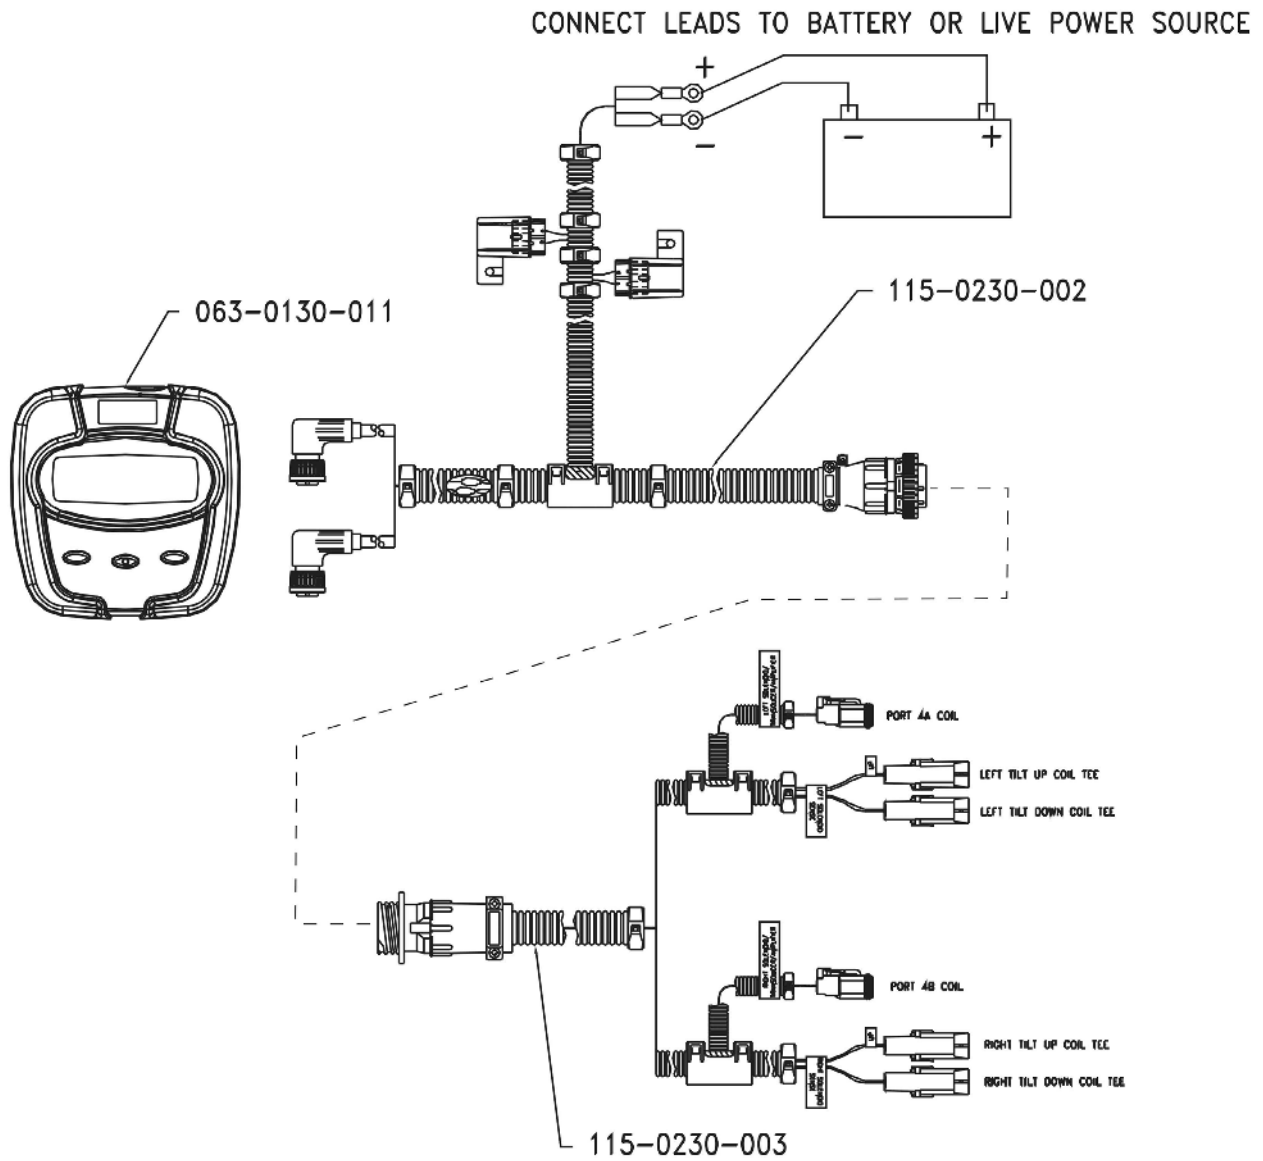 CONNECT LEADS TO BATTERY OR LIVE POWER SOURCE
+
−
− +
115-0230-002
063-0130-011
PORT 4A COIL
UP
LEFT TILT UP COIL TEE
LEFT TILT DOWN COIL TEE
PORT 4B COIL
UP
RIGHT TILT UP COIL TEE
RIGHT TILT DOWN COIL TEE
115-0230-003